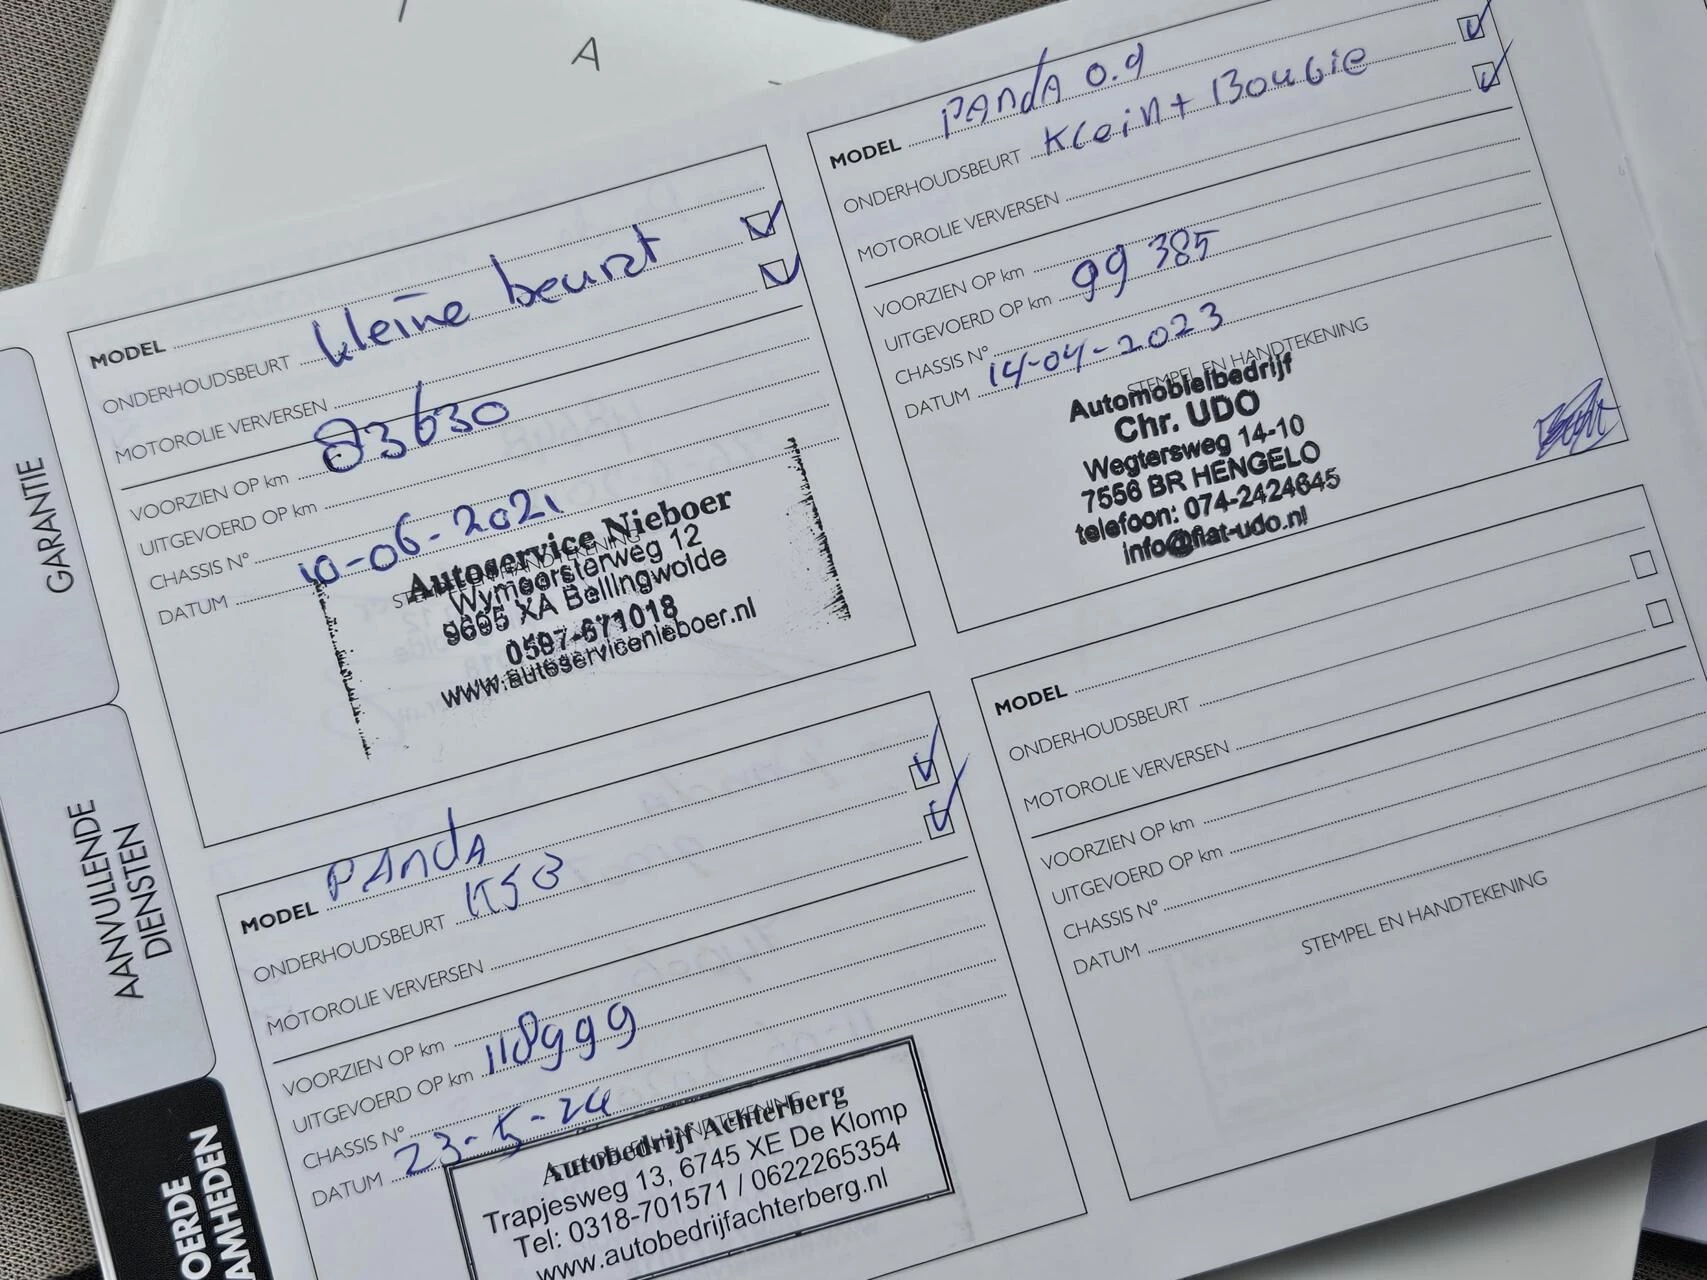 A
GARANTIE
AANVULLENDE
DIENSTEN
OERDE
AMHEDEN
MODEL
ONDERHOUDSBEURT kleine beurt
MOTOROLIE VERVERSEN
VOORZIEN OP km 83630
UITGEVOERD OP km
CHASSIS N°
DATUM 10-06-2021
Autoservice Nieboer
Wymeersterweg 12
9695 XA Bellingwolde
0597-671018
www.autoservicenieboer.nl
MODEL PANdA
ONDERHOUDSBEURT KSB
MOTOROLIE VERVERSEN
VOORZIEN OP km
UITGEVOERD OP km 118999
CHASSIS N°
DATUM 23-5-24
Autobedrijf Achterberg
Trapjesweg 13, 6745 XE De Klomp
Tel: 0318-701571 / 0622265354
www.autobedrijfachterberg.nl
MODEL PANdA 0.9
ONDERHOUDSBEURT Klein + Bougie
MOTOROLIE VERVERSEN
VOORZIEN OP km
UITGEVOERD OP km 99385
CHASSIS N°
DATUM 14-04-2023
STEMPEL EN HANDTEKENING
Automobielbedrijf
Chr. UDO
Wegtersweg 14-10
7556 BR HENGELO
telefoon: 074-2424645
info@fiat-udo.nl
MODEL
ONDERHOUDSBEURT
MOTOROLIE VERVERSEN
VOORZIEN OP km
UITGEVOERD OP km
CHASSIS N°
DATUM
STEMPEL EN HANDTEKENING